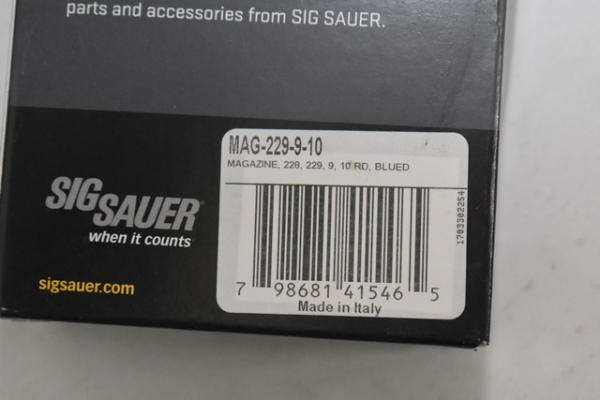 parts and accessories from SIG SAUER.
MAG-229-9-10
MAGAZINE, 228, 229, 9, 10 RD, BLUED
SIG SAUER
when it counts
1703302254
sigsauer.com
7 98681 41546 5
Made in Italy